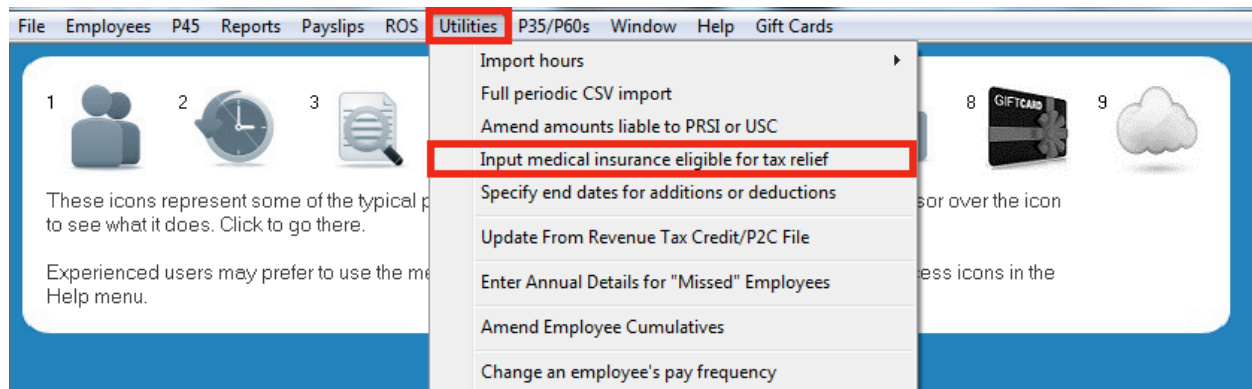 File Employees P45 Reports Payslips ROS Utilities P35/P60s Window Help Gift Cards
Import hours
Full periodic CSV import
Amend amounts liable to PRSI or USC
Input medical insurance eligible for tax relief
Specify end dates for additions or deductions
Update From Revenue Tax Credit/P2C File
Enter Annual Details for "Missed" Employees
Amend Employee Cumulatives
Change an employee's pay frequency
1 2 3 8 GIFTCARD 9
These icons represent some of the typical p
sor over the icon
to see what it does. Click to go there.
Experienced users may prefer to use the me
ess icons in the
Help menu.